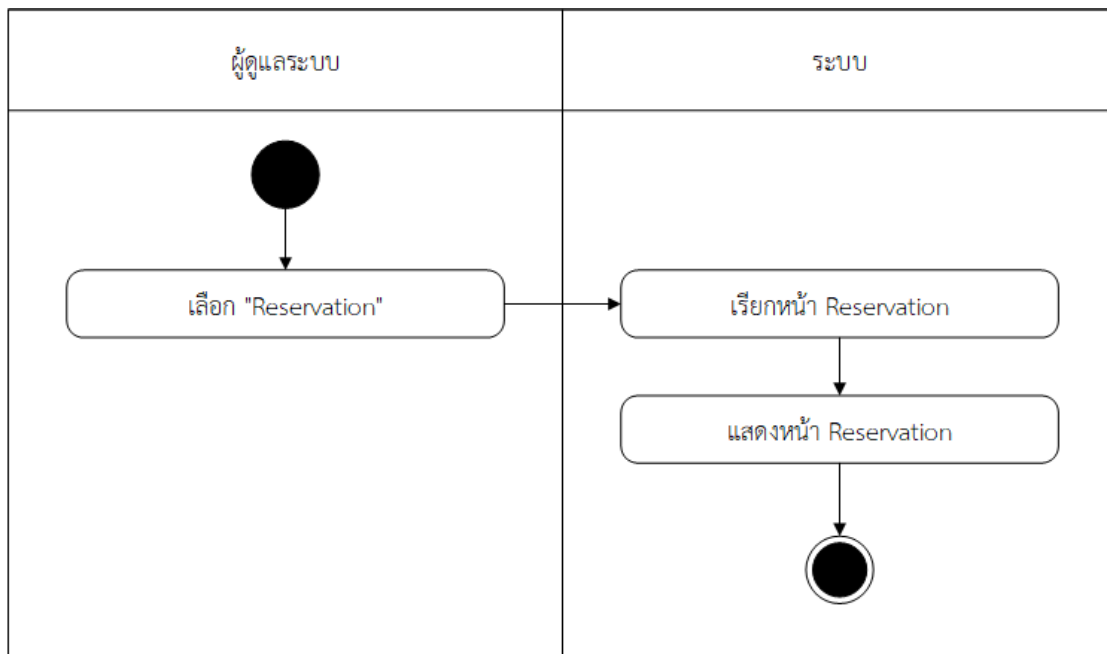 ผู้ดูแลระบบ
ระบบ
เลือก "Reservation"
เรียกหน้า Reservation
แสดงหน้า Reservation